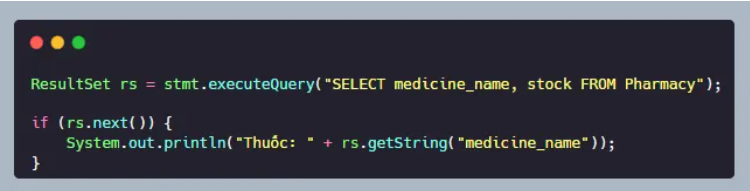 ResultSet rs = stmt.executeQuery("SELECT medicine_name, stock FROM Pharmacy");
if (rs.next()) {
System.out.println("Thuốc: " + rs.getString("medicine_name"));
}